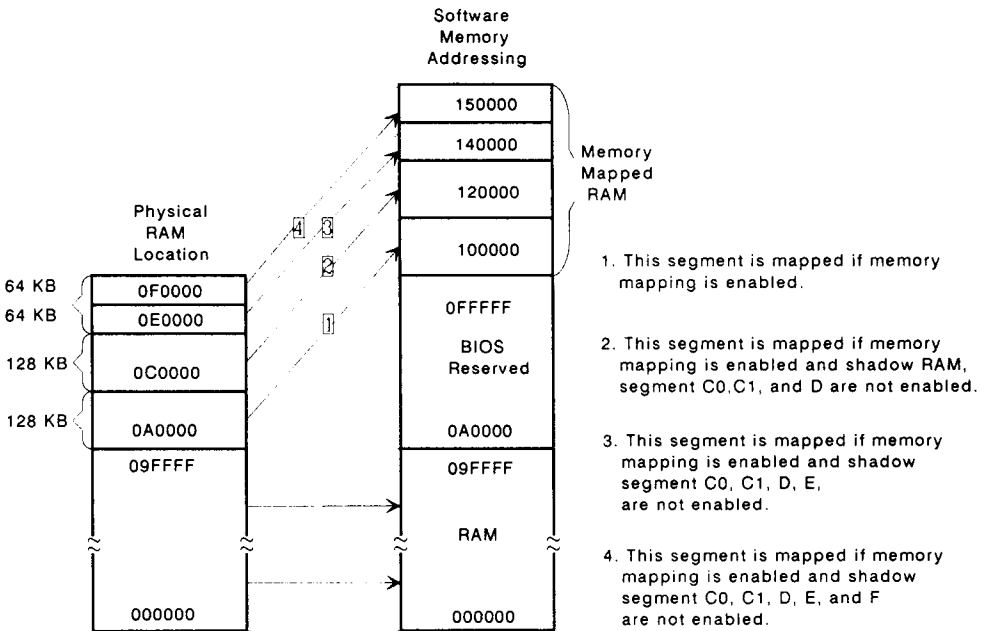 Software
Memory
Addressing
150000
140000
120000
100000
Memory
Mapped
RAM
0FFFFF
BIOS
Reserved
0A0000
09FFFF
RAM
000000
Physical
RAM
Location
64 KB
64 KB
128 KB
128 KB
0F0000
0E0000
0C0000
0A0000
09FFFF
000000
4
3
2
1
1. This segment is mapped if memory
mapping is enabled.
2. This segment is mapped if memory
mapping is enabled and shadow RAM,
segment C0,C1, and D are not enabled.
3. This segment is mapped if memory
mapping is enabled and shadow
segment C0, C1, D, E,
are not enabled.
4. This segment is mapped if memory
mapping is enabled and shadow
segment C0, C1, D, E, and F
are not enabled.